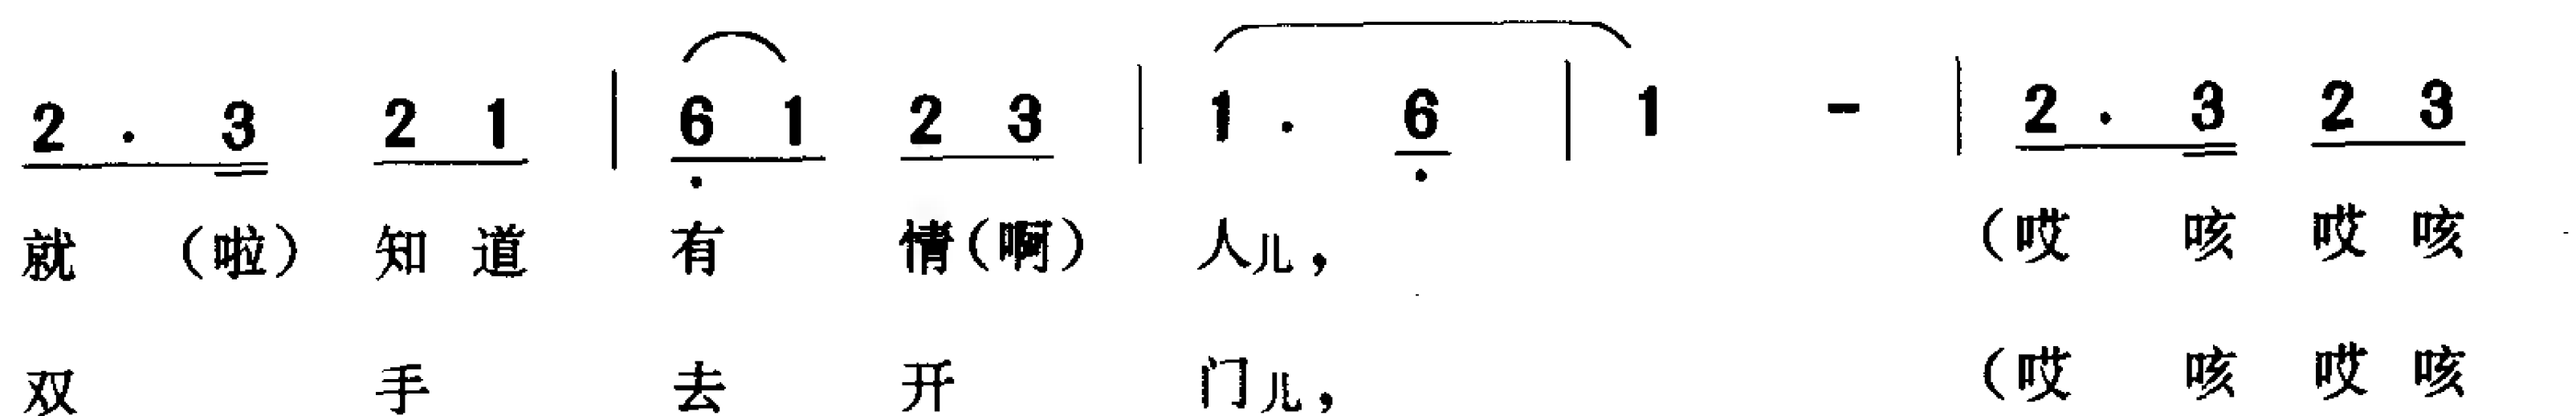 2 . 3 2 1 | 6 1 2 3 | 1 . 6 | 1 - | 2 . 3 2 3
就 (啦) 知 道 有 情(啊) 人儿, (哎 咳 哎 咳
双 手 去 开 门儿, (哎 咳 哎 咳